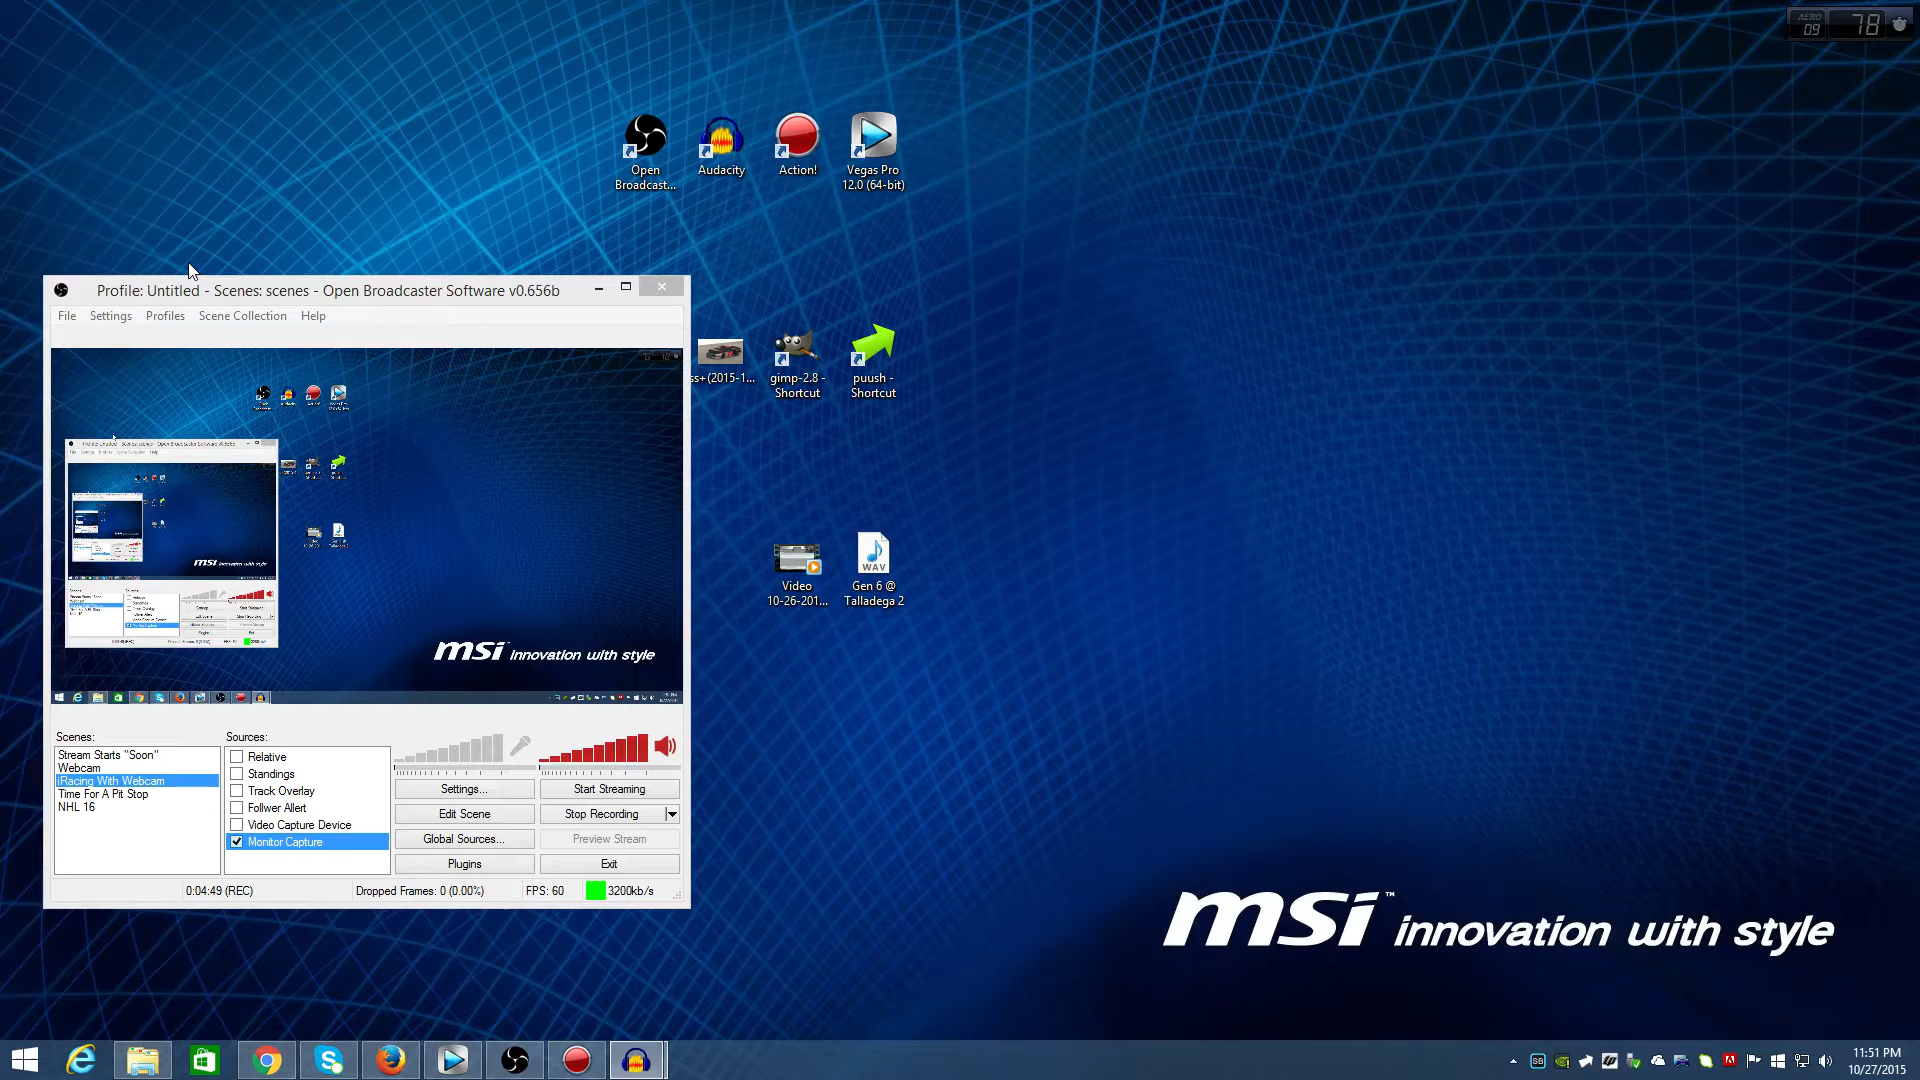 AERO
09
78
Open
Broadcast...
Audacity
Action!
Vegas Pro
12.0 (64-bit)
Profile: Untitled - Scenes: scenes - Open Broadcaster Software v0.656b
File
Settings
Profiles
Scene Collection
Help
ss+(2015-1...
gimp-2.8 -
Shortcut
puush -
Shortcut
WAV
Video
10-26-201...
Gen 6 @
Talladega 2
msi innovation with style
msi innovation with style
Scenes:
Sources:
Stream Starts "Soon"
Webcam
iRacing With Webcam
Time For A Pit Stop
NHL 16
Relative
Standings
Track Overlay
Follwer Alert
Video Capture Device
Monitor Capture
Settings...
Start Streaming
Edit Scene
Stop Recording
Global Sources...
Preview Stream
Plugins
Exit
0:04:49 (REC)
Dropped Frames: 0 (0.00%)
FPS: 60
3200kb/s
msi™ innovation with style
11:51 PM
10/27/2015